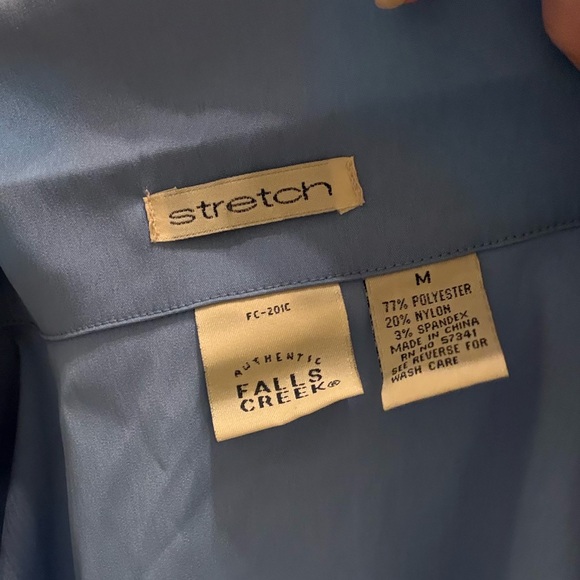 stretch
FC-201C
AUTHENTIC
FALLS
CREEK®
M
77% POLYESTER
20% NYLON
3% SPANDEX
MADE IN CHINA
RN NO 57341
SEE REVERSE FOR
WASH CARE